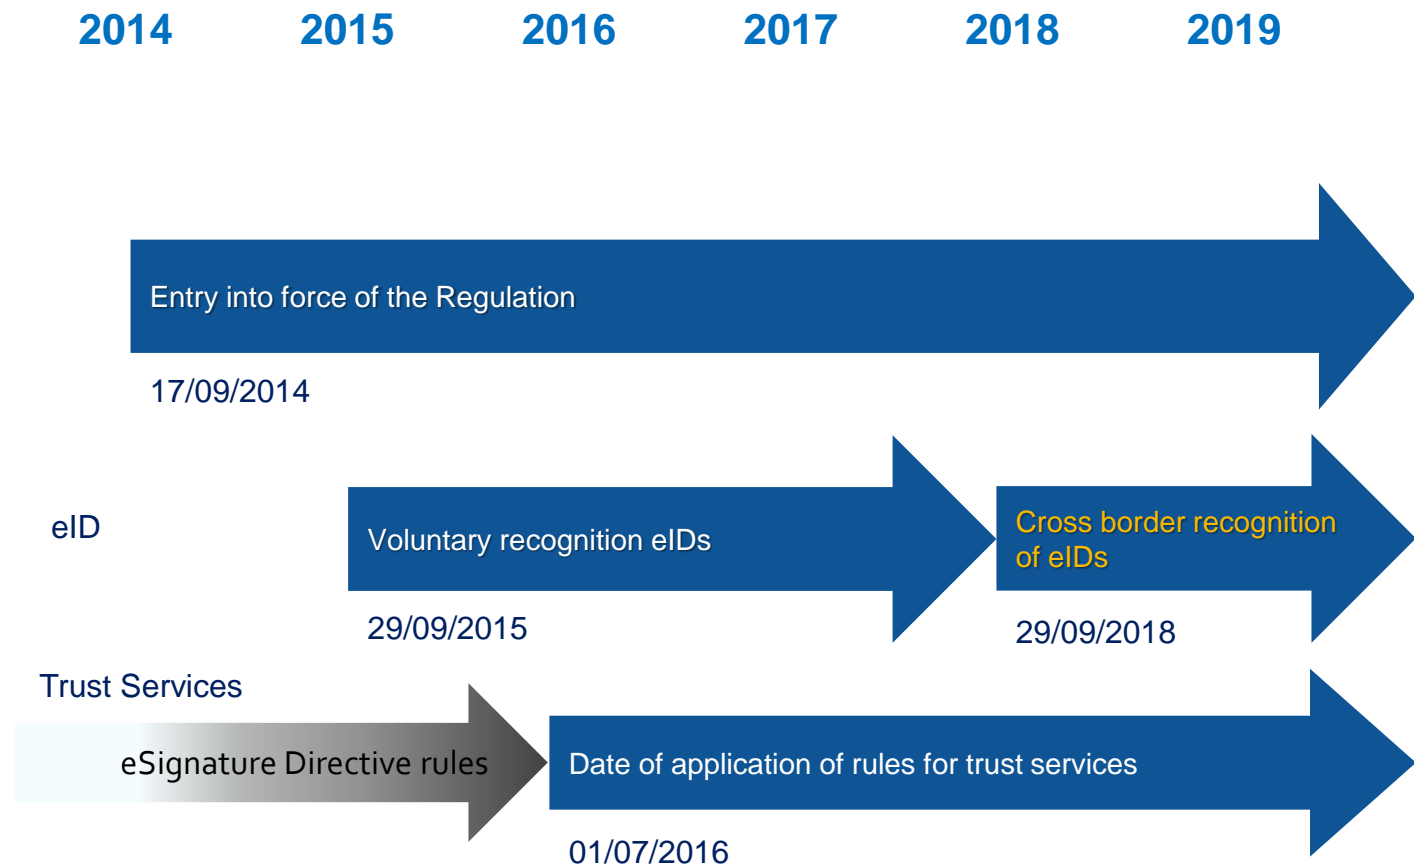 2014 2015 2016 2017 2018 2019
Entry into force of the Regulation
17/09/2014
eID
Voluntary recognition eIDs
29/09/2015
Cross border recognition
of eIDs
29/09/2018
Trust Services
eSignature Directive rules
Date of application of rules for trust services
01/07/2016